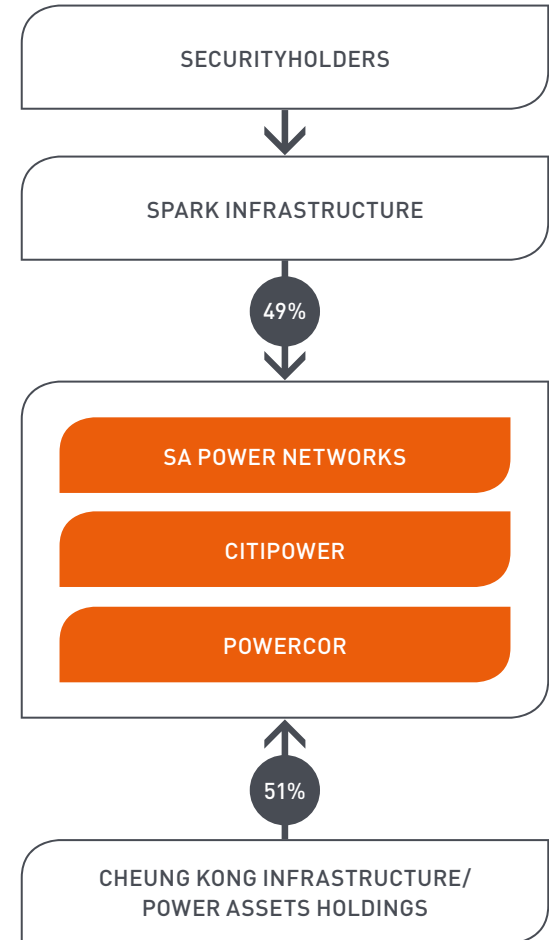 SECURITYHOLDERS
SPARK INFRASTRUCTURE
49%
SA POWER NETWORKS
CITIPOWER
POWERCOR
51%
CHEUNG KONG INFRASTRUCTURE/
POWER ASSETS HOLDINGS